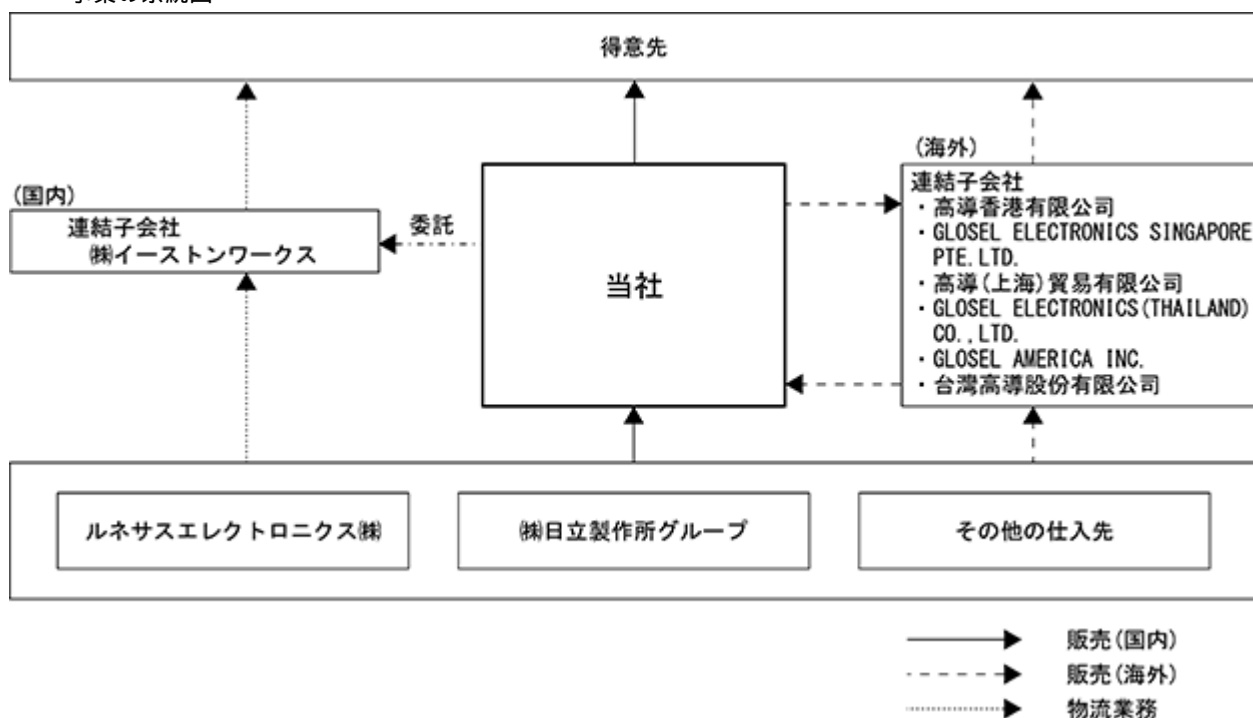 得意先
(国内)
連結子会社
㈱イーストンワークス
委託
当社
(海外)
連結子会社
・高導香港有限公司
・GLOSEL ELECTRONICS SINGAPORE
PTE.LTD.
・高導(上海)貿易有限公司
・GLOSEL ELECTRONICS(THAILAND)
CO.,LTD.
・GLOSEL AMERICA INC.
・台灣高導股份有限公司
ルネサスエレクトロニクス㈱
㈱日立製作所グループ
その他の仕入先
販売(国内)
販売(海外)
物流業務